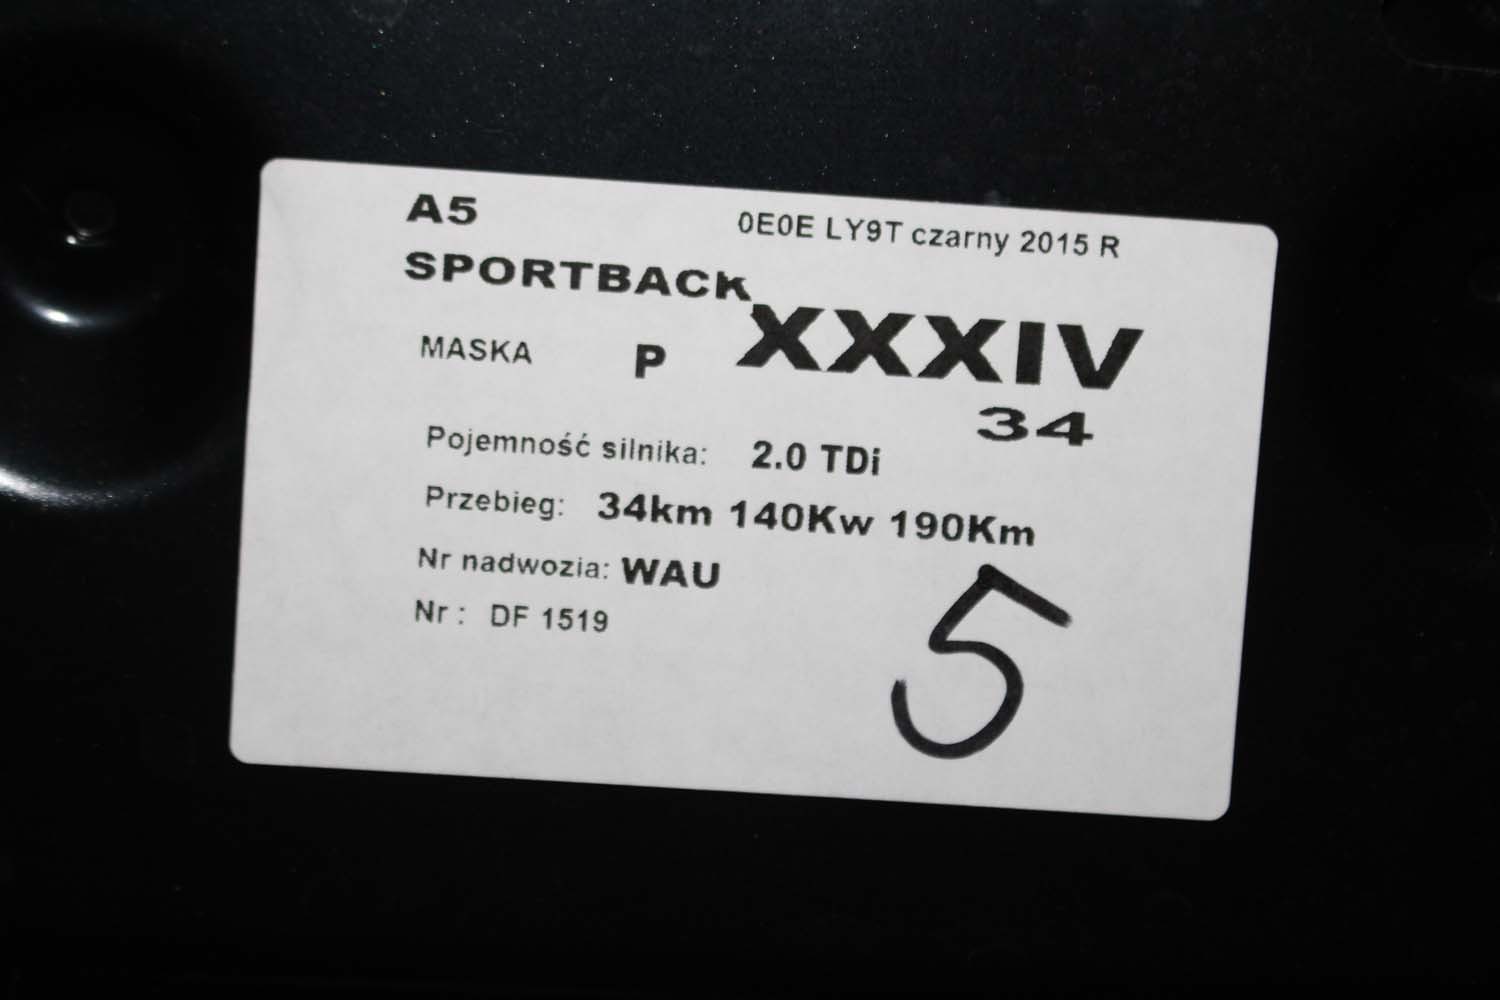 A5
0E0E LY9T czarny 2015 R
SPORTBACK
XXXIV
MASKA P
34
Pojemność silnika: 2.0 TDi
Przebieg: 34km 140Kw 190Km
Nr nadwozia: WAU
Nr : DF 1519
5